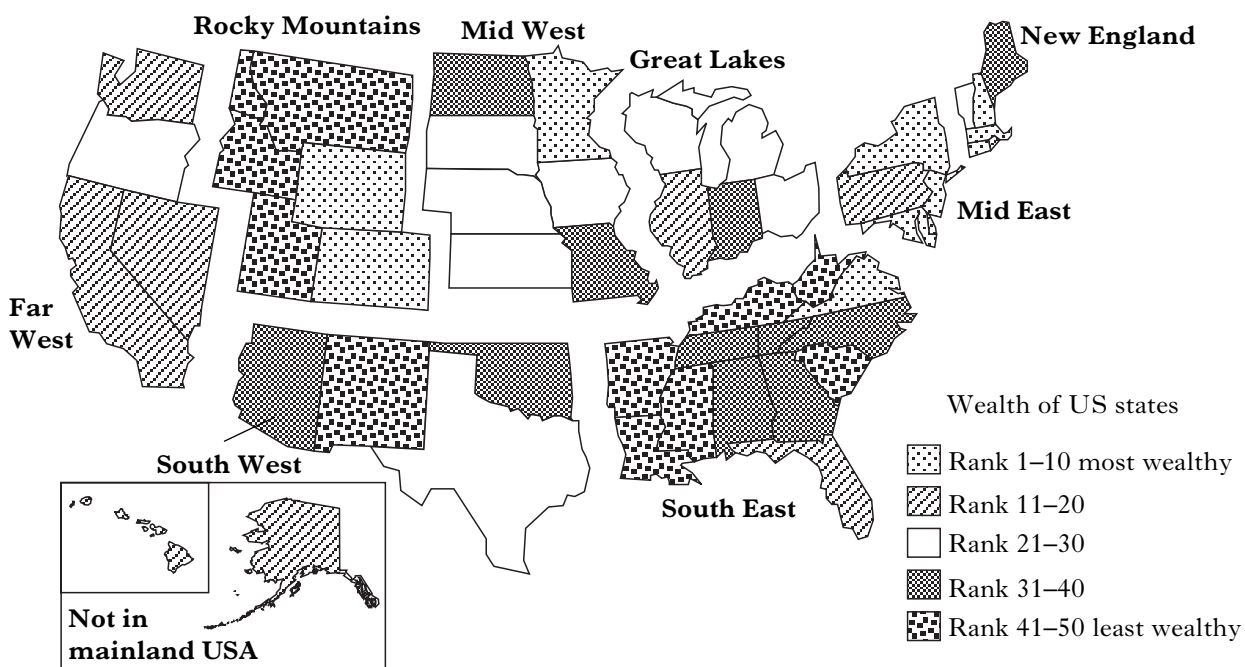 Rocky Mountains
Mid West
Great Lakes
New England
Mid East
Far
West
South West
South East
Not in
mainland USA
Wealth of US states
Rank 1–10 most wealthy
Rank 11–20
Rank 21–30
Rank 31–40
Rank 41–50 least wealthy